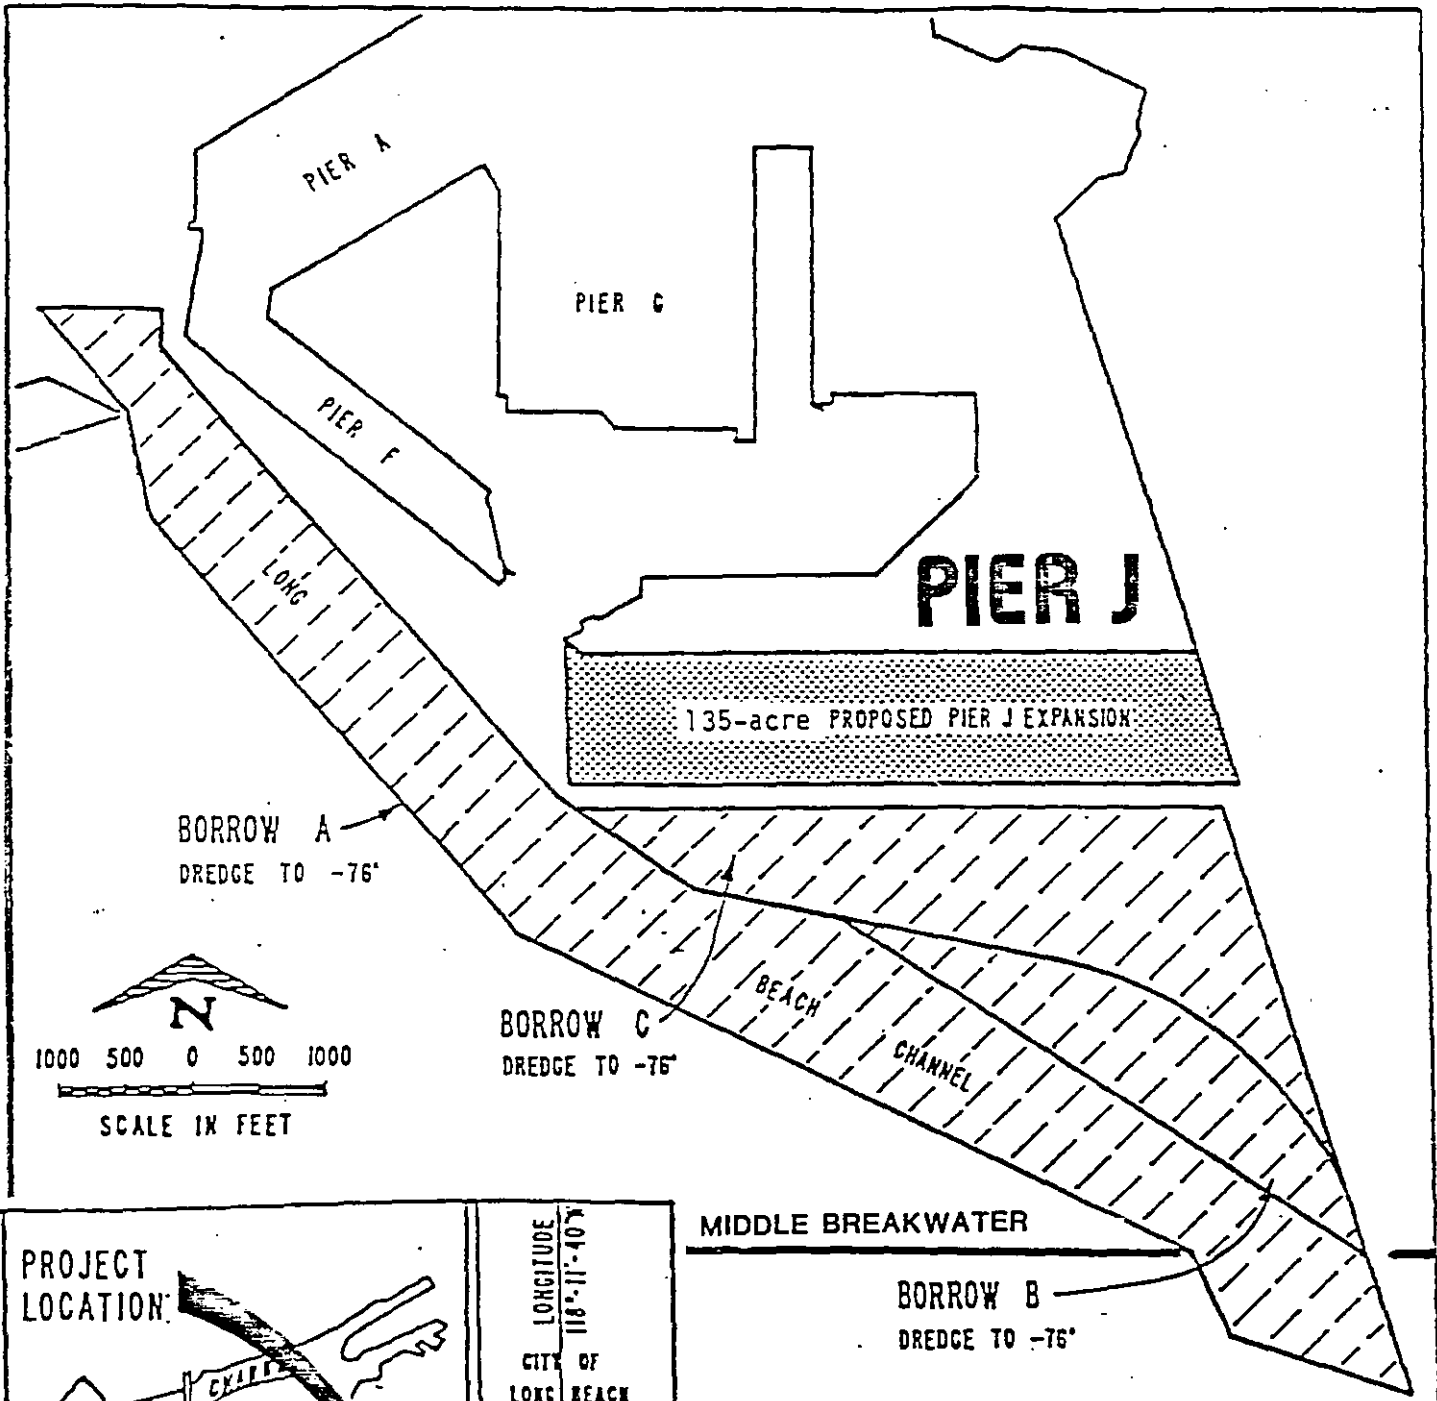 PIER A
PIER G
PIER F
PIER J
LONG
135-acre PROPOSED PIER J EXPANSION
BORROW A
DREDGE TO -76'
BORROW C
DREDGE TO -76'
BEACH
CHANNEL
N
1000 500 0 500 1000
SCALE IN FEET
MIDDLE BREAKWATER
BORROW B
DREDGE TO -76'
PROJECT
LOCATION
LONGITUDE
118°-11'-40"W
CITY OF
LONG BEACH